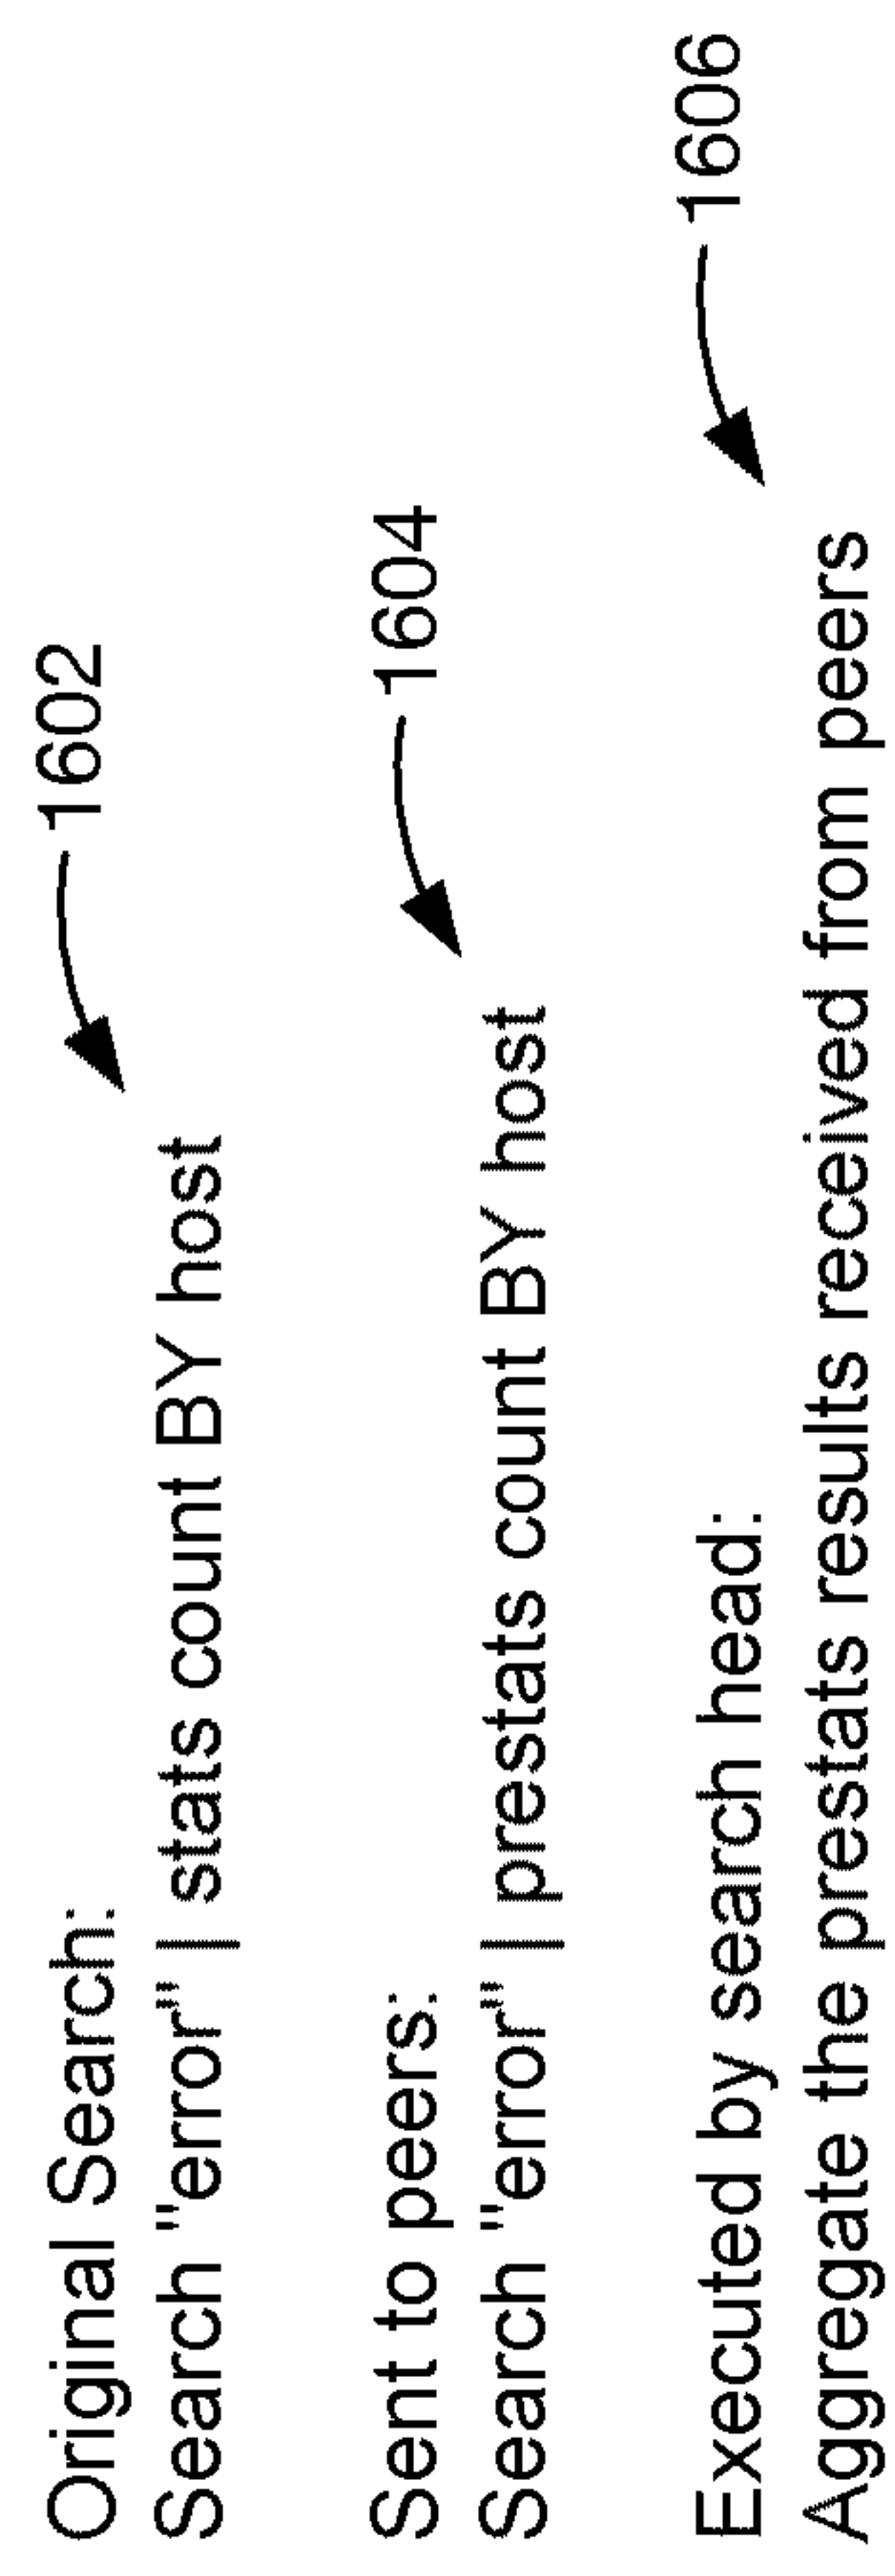 Original Search: 1602
Search "error" | stats count BY host
Sent to peers: 1604
Search "error" | prestats count BY host
Executed by search head: 1606
Aggregate the prestats results received from peers